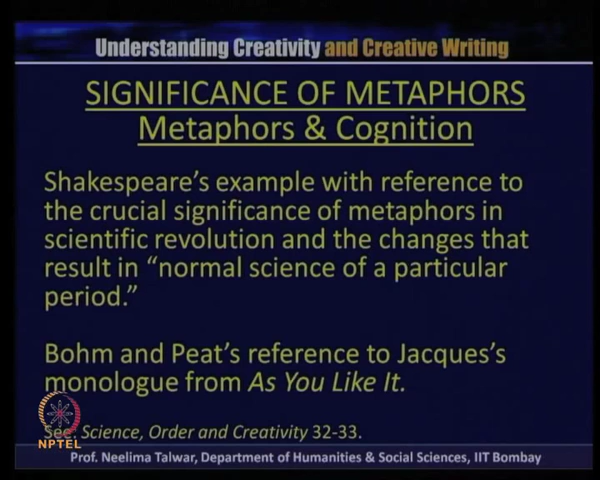 Understanding Creativity and Creative Writing
SIGNIFICANCE OF METAPHORS
Metaphors & Cognition
Shakespeare's example with reference to
the crucial significance of metaphors in
scientific revolution and the changes that
result in “normal science of a particular
period.”
Bohm and Peat's reference to Jacques's
monologue from As You Like It.
See, Science, Order and Creativity 32-33.
NPTEL
Prof. Neelima Talwar, Department of Humanities & Social Sciences, IIT Bombay